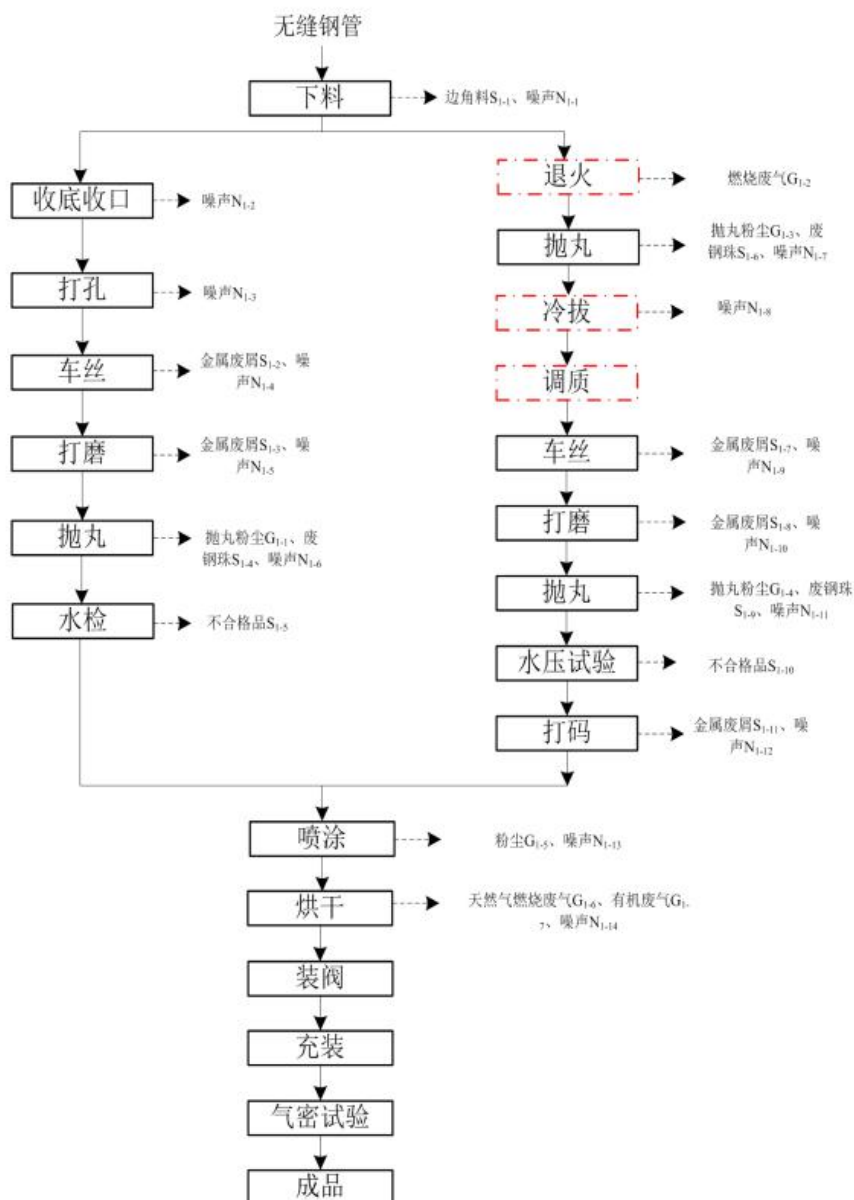 无缝钢管
下料
边角料S₁₋₁、噪声N₁₋₁
收底收口
噪声N₁₋₂
打孔
噪声N₁₋₃
车丝
金属废屑S₁₋₂、噪
声N₁₋₄
打磨
金属废屑S₁₋₃、噪
声N₁₋₅
抛丸
抛丸粉尘G₁₋₁、废
钢珠S₁₋₄、噪声N₁₋₆
水检
不合格品S₁₋₅
退火
燃烧废气G₁₋₂
抛丸
抛丸粉尘G₁₋₃、废
钢珠S₁₋₆、噪声N₁₋₇
冷拔
噪声N₁₋₈
调质
车丝
金属废屑S₁₋₇、噪
声N₁₋₉
打磨
金属废屑S₁₋₈、噪
声N₁₋₁₀
抛丸
抛丸粉尘G₁₋₄、废钢珠
S₁₋₉、噪声N₁₋₁₁
水压试验
不合格品S₁₋₁₀
打码
金属废屑S₁₋₁₁、噪
声N₁₋₁₂
喷涂
粉尘G₁₋₅、噪声N₁₋₁₃
烘干
天然气燃烧废气G₁₋₆、有机废气G₁₋
₇、噪声N₁₋₁₄
装阀
充装
气密试验
成品